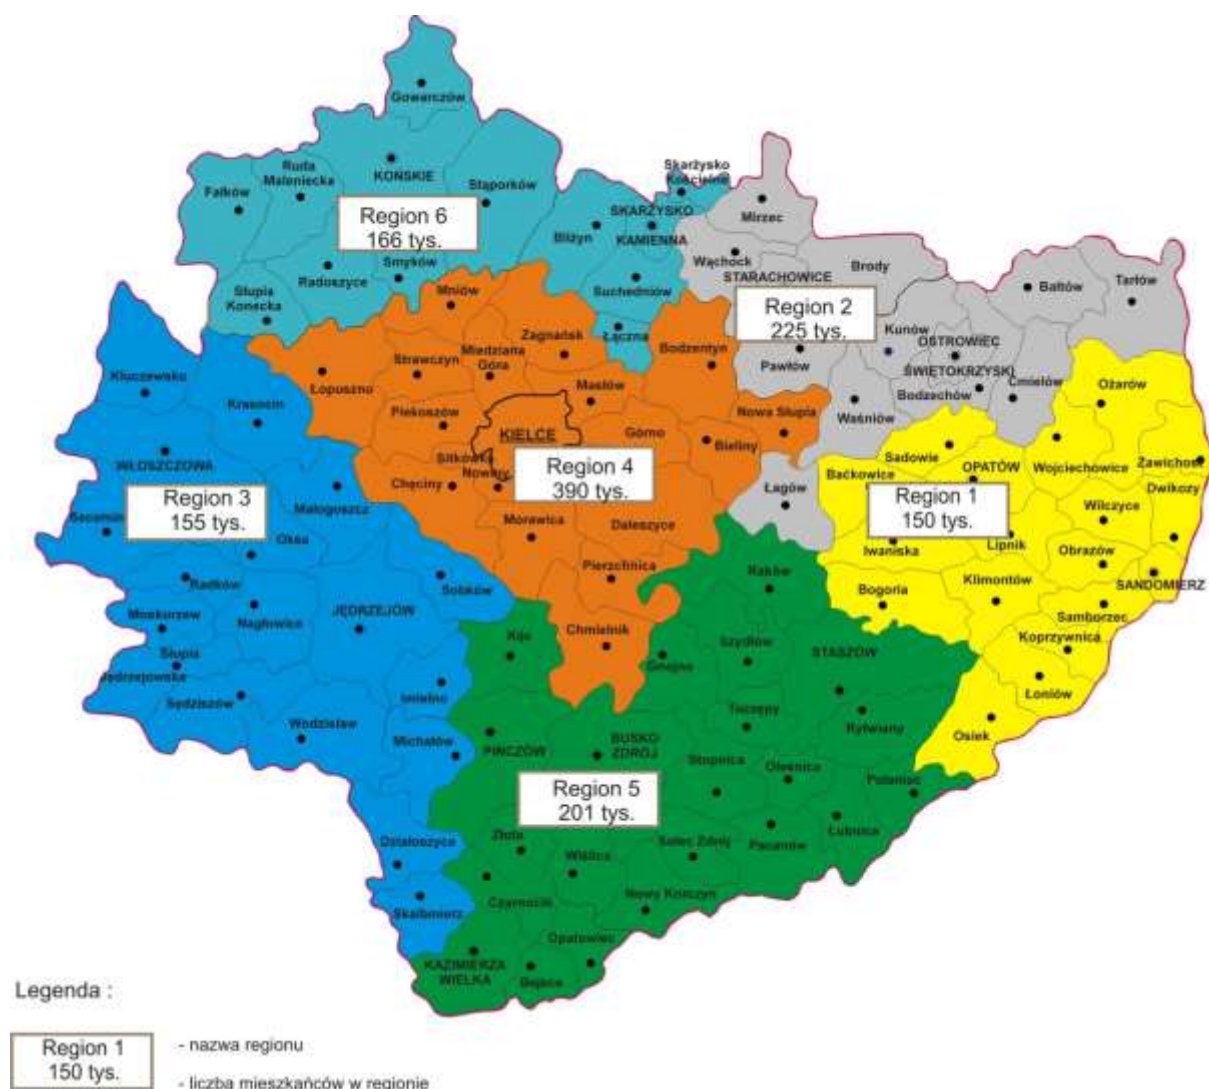 Gowarczów
Ruda
Maleniecka
KOŃSKIE
Fałków
Stąporków
Region 6
166 tys.
Smyków
Radoszyce
Słupia
Konecka
Skarżysko
Kościelne
SKARŻYSKO
KAMIENNA
Bliżyn
Suchedniów
Łączna
Mirzec
Wąchock
STARACHOWICE
Brody
Region 2
225 tys.
Pawłów
Kunów
OSTROWIEC
ŚWIĘTOKRZYSKI
Bodzechów
Ćmielów
Waśniów
Bałtów
Tarłów
Łagów
Mniów
Zagnańsk
Strawczyn
Miedziana
Góra
Łopuszno
Masłów
Bodzentyn
Piekoszów
KIELCE
Górno
Bieliny
Nowa Słupia
Sitkówka
Nowiny
Region 4
390 tys.
Chęciny
Morawica
Daleszyce
Pierzchnica
Chmielnik
Ożarów
Sadowie
OPATÓW
Wojciechowice
Zawichost
Baćkowice
Dwikozy
Region 1
150 tys.
Wilczyce
Iwaniska
Lipnik
Obrazów
SANDOMIERZ
Klimontów
Bogoria
Samborzec
Koprzywnica
Łoniów
Osiek
Kluczewsko
Krasocin
WŁOSZCZOWA
Region 3
155 tys.
Małogoszcz
Secemin
Oksa
Radków
Sobków
Moskorzew
Nagłowice
JĘDRZEJÓW
Słupia
Jędrzejowska
Sędziszów
Imielno
Wodzisław
Michałów
Działoszyce
Skalbmierz
Raków
Kije
Szydłów
STASZÓW
Gnojno
Tuczępy
Rytwiany
PIŃCZÓW
BUSKO
ZDRÓJ
Stopnica
Oleśnica
Połaniec
Region 5
201 tys.
Łubnice
Pacanów
Solec Zdrój
Złota
Wiślica
Czarnocin
Nowy Korczyn
Opatowiec
KAZIMIERZA
WIELKA
Bejsce
Legenda :
Region 1
150 tys.
- nazwa regionu
- liczba mieszkańców w regionie